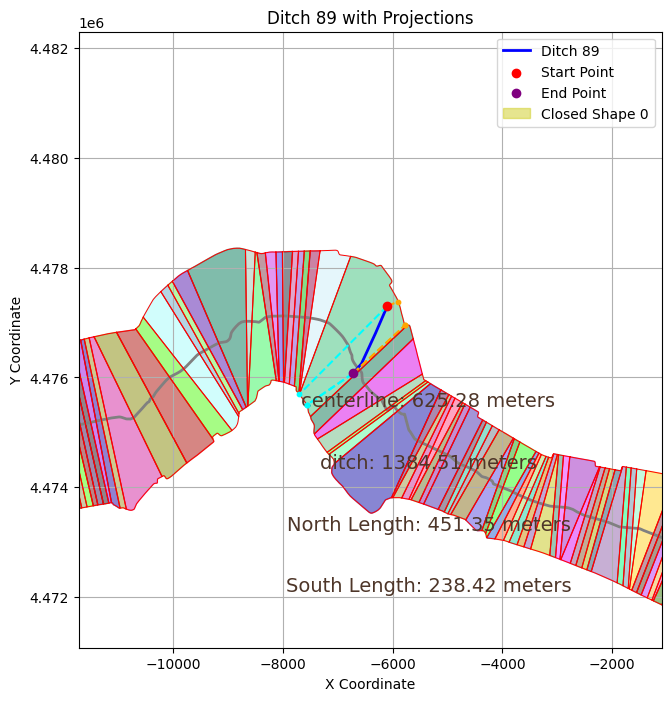 Ditch 89 with Projections
1e6
Ditch 89
Start Point
End Point
Closed Shape 0
4.482
4.480
4.478
4.476
4.474
4.472
centerline: 625.28 meters
ditch: 1384.51 meters
North Length: 451.35 meters
South Length: 238.42 meters
−10000
−8000
−6000
−4000
−2000
X Coordinate
Y Coordinate